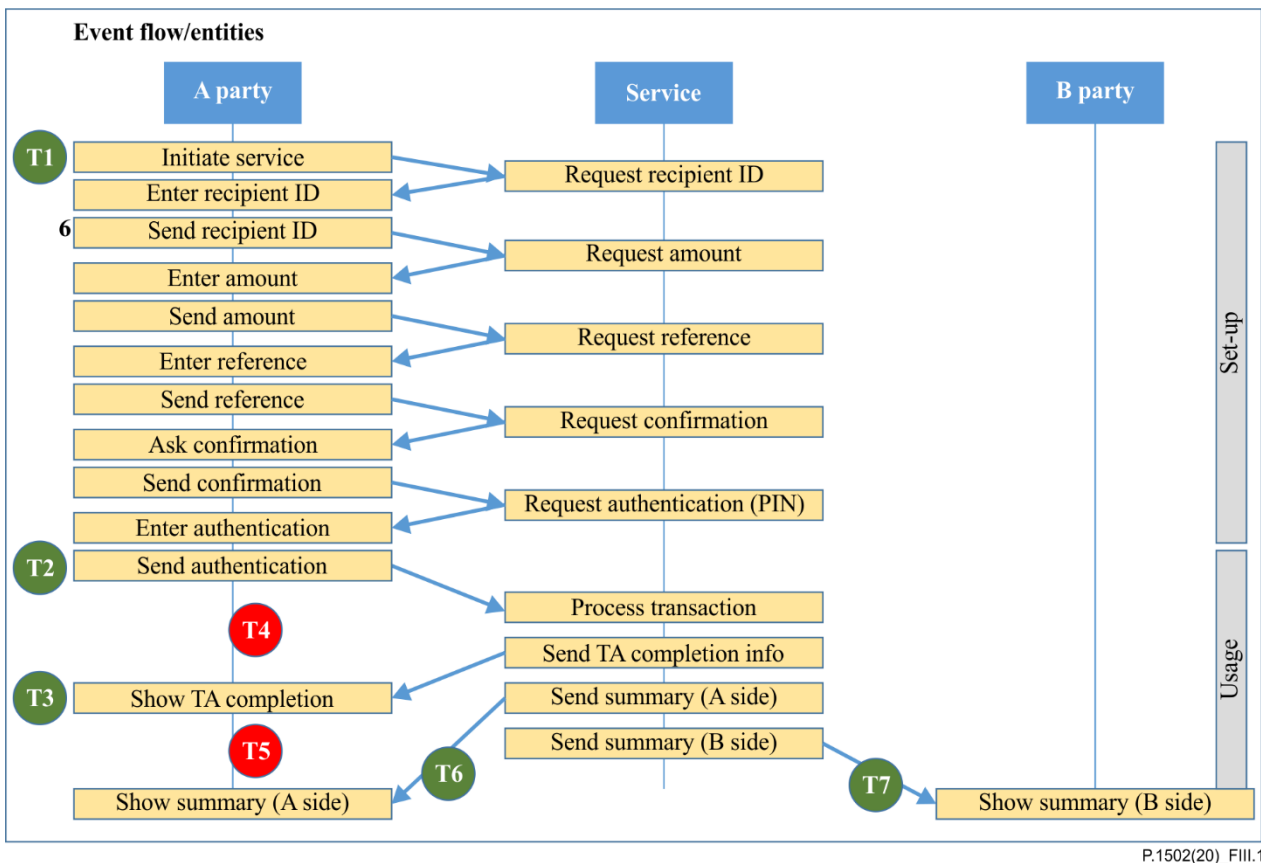 Event flow/entities
A party
Service
B party
T1
Initiate service
Request recipient ID
Enter recipient ID
6
Send recipient ID
Request amount
Enter amount
Send amount
Request reference
Enter reference
Send reference
Request confirmation
Ask confirmation
Send confirmation
Request authentication (PIN)
Enter authentication
Set-up
T2
Send authentication
Process transaction
T4
Send TA completion info
T3
Show TA completion
Send summary (A side)
Usage
T5
Send summary (B side)
T6
T7
Show summary (A side)
Show summary (B side)
P.1502(20)_FIII.1